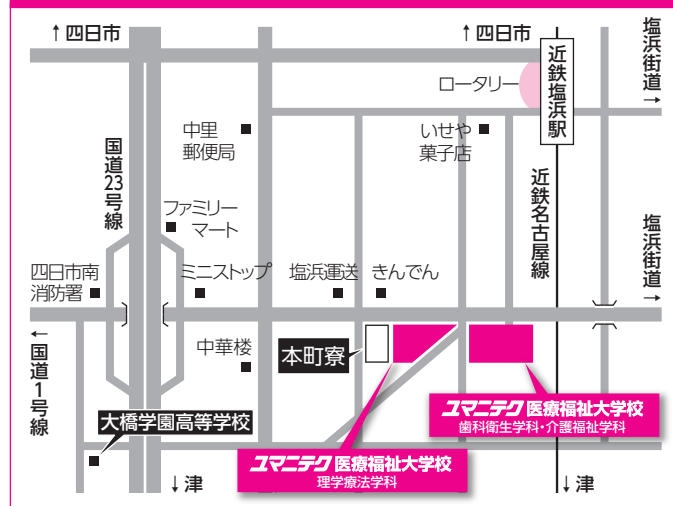 ↑四日市
↑四日市
塩浜街道→
近鉄塩浜駅
ロータリー
中里
郵便局
いせや
菓子店
国道23号線
近鉄名古屋線
ファミリー
マート
塩浜街道→
四日市南
消防署
ミニストップ
塩浜運送
きんでん
←国道1号線
中華楼
本町寮
ユマニテク 医療福祉大学校
歯科衛生学科・介護福祉学科
大橋学園高等学校
ユマニテク 医療福祉大学校
理学療法学科
↓津
↓津